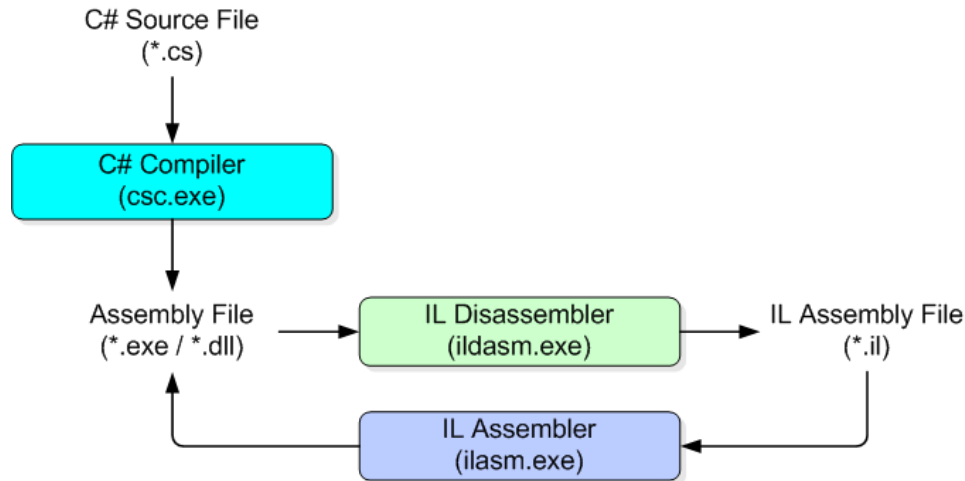 C# Source File
(*.cs)
C# Compiler
(csc.exe)
Assembly File
(*.exe / *.dll)
IL Disassembler
(ildasm.exe)
IL Assembly File
(*.il)
IL Assembler
(ilasm.exe)